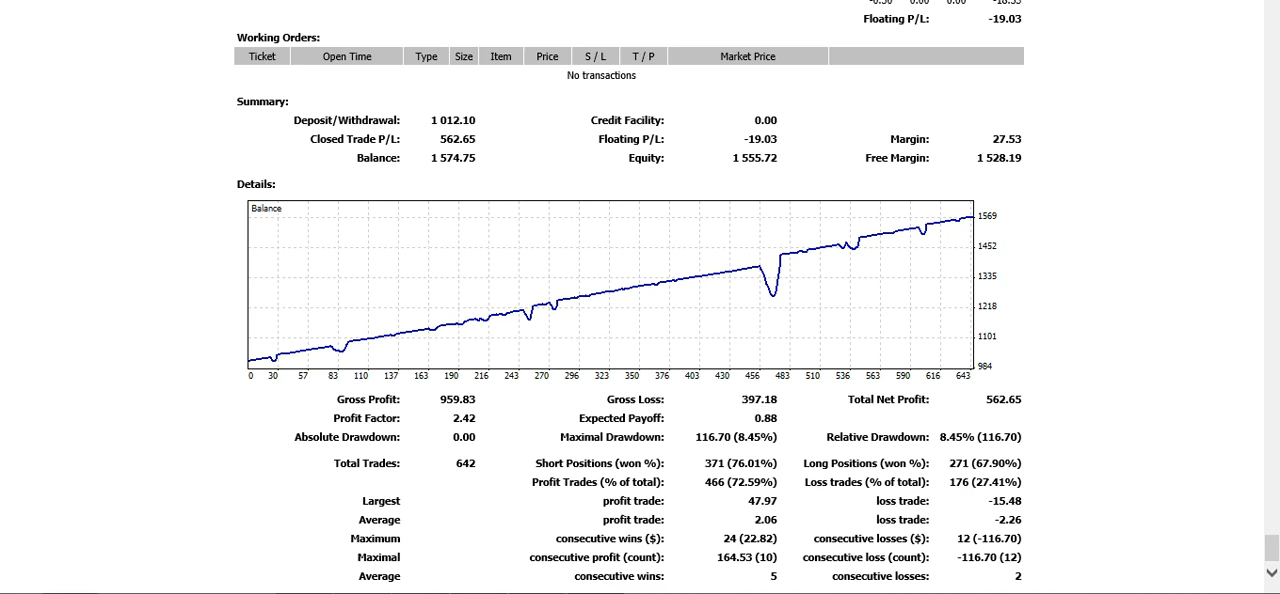 -0.50 0.00 0.00 -18.53
Floating P/L: -19.03
Working Orders:
Ticket Open Time Type Size Item Price S / L T / P Market Price
No transactions
Summary:
Deposit/Withdrawal: 1 012.10 Credit Facility: 0.00
Closed Trade P/L: 562.65 Floating P/L: -19.03 Margin: 27.53
Balance: 1 574.75 Equity: 1 555.72 Free Margin: 1 528.19
Details:
Balance
1569
1452
1335
1218
1101
984
0 30 57 83 110 137 163 190 216 243 270 296 323 350 376 403 430 456 483 510 536 563 590 616 643
Gross Profit: 959.83 Gross Loss: 397.18 Total Net Profit: 562.65
Profit Factor: 2.42 Expected Payoff: 0.88
Absolute Drawdown: 0.00 Maximal Drawdown: 116.70 (8.45%) Relative Drawdown: 8.45% (116.70)
Total Trades: 642 Short Positions (won %): 371 (76.01%) Long Positions (won %): 271 (67.90%)
Profit Trades (% of total): 466 (72.59%) Loss trades (% of total): 176 (27.41%)
Largest profit trade: 47.97 loss trade: -15.48
Average profit trade: 2.06 loss trade: -2.26
Maximum consecutive wins ($): 24 (22.82) consecutive losses ($): 12 (-116.70)
Maximal consecutive profit (count): 164.53 (10) consecutive loss (count): -116.70 (12)
Average consecutive wins: 5 consecutive losses: 2